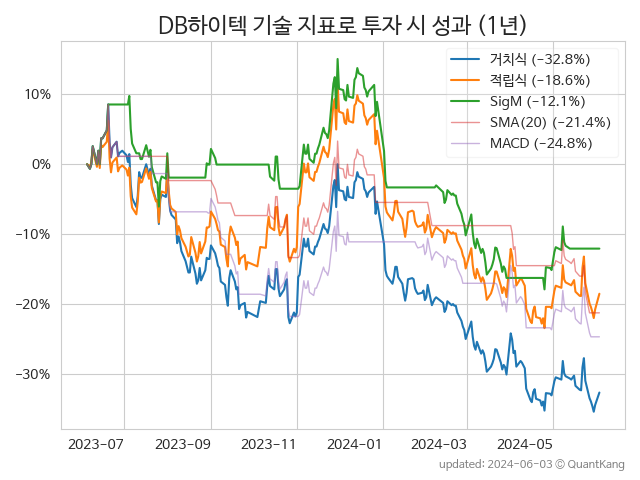 DB하이텍 기술 지표로 투자 시 성과 (1년)
거치식 (−32.8%)
적립식 (−18.6%)
SigM (−12.1%)
SMA(20) (−21.4%)
MACD (−24.8%)
10%
0%
−10%
−20%
−30%
2023-07
2023-09
2023-11
2024-01
2024-03
2024-05
updated: 2024-06-03 ⓒ QuantKang